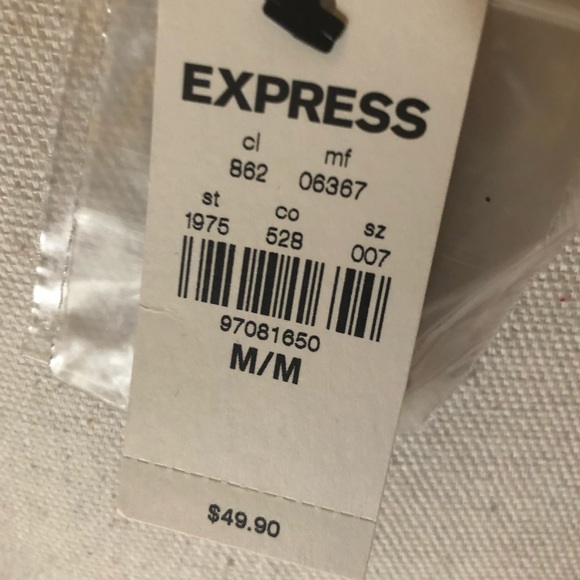 EXPRESS
cl mf
862 06367
st co sz
1975 528 007
97081650
M/M
$49.90